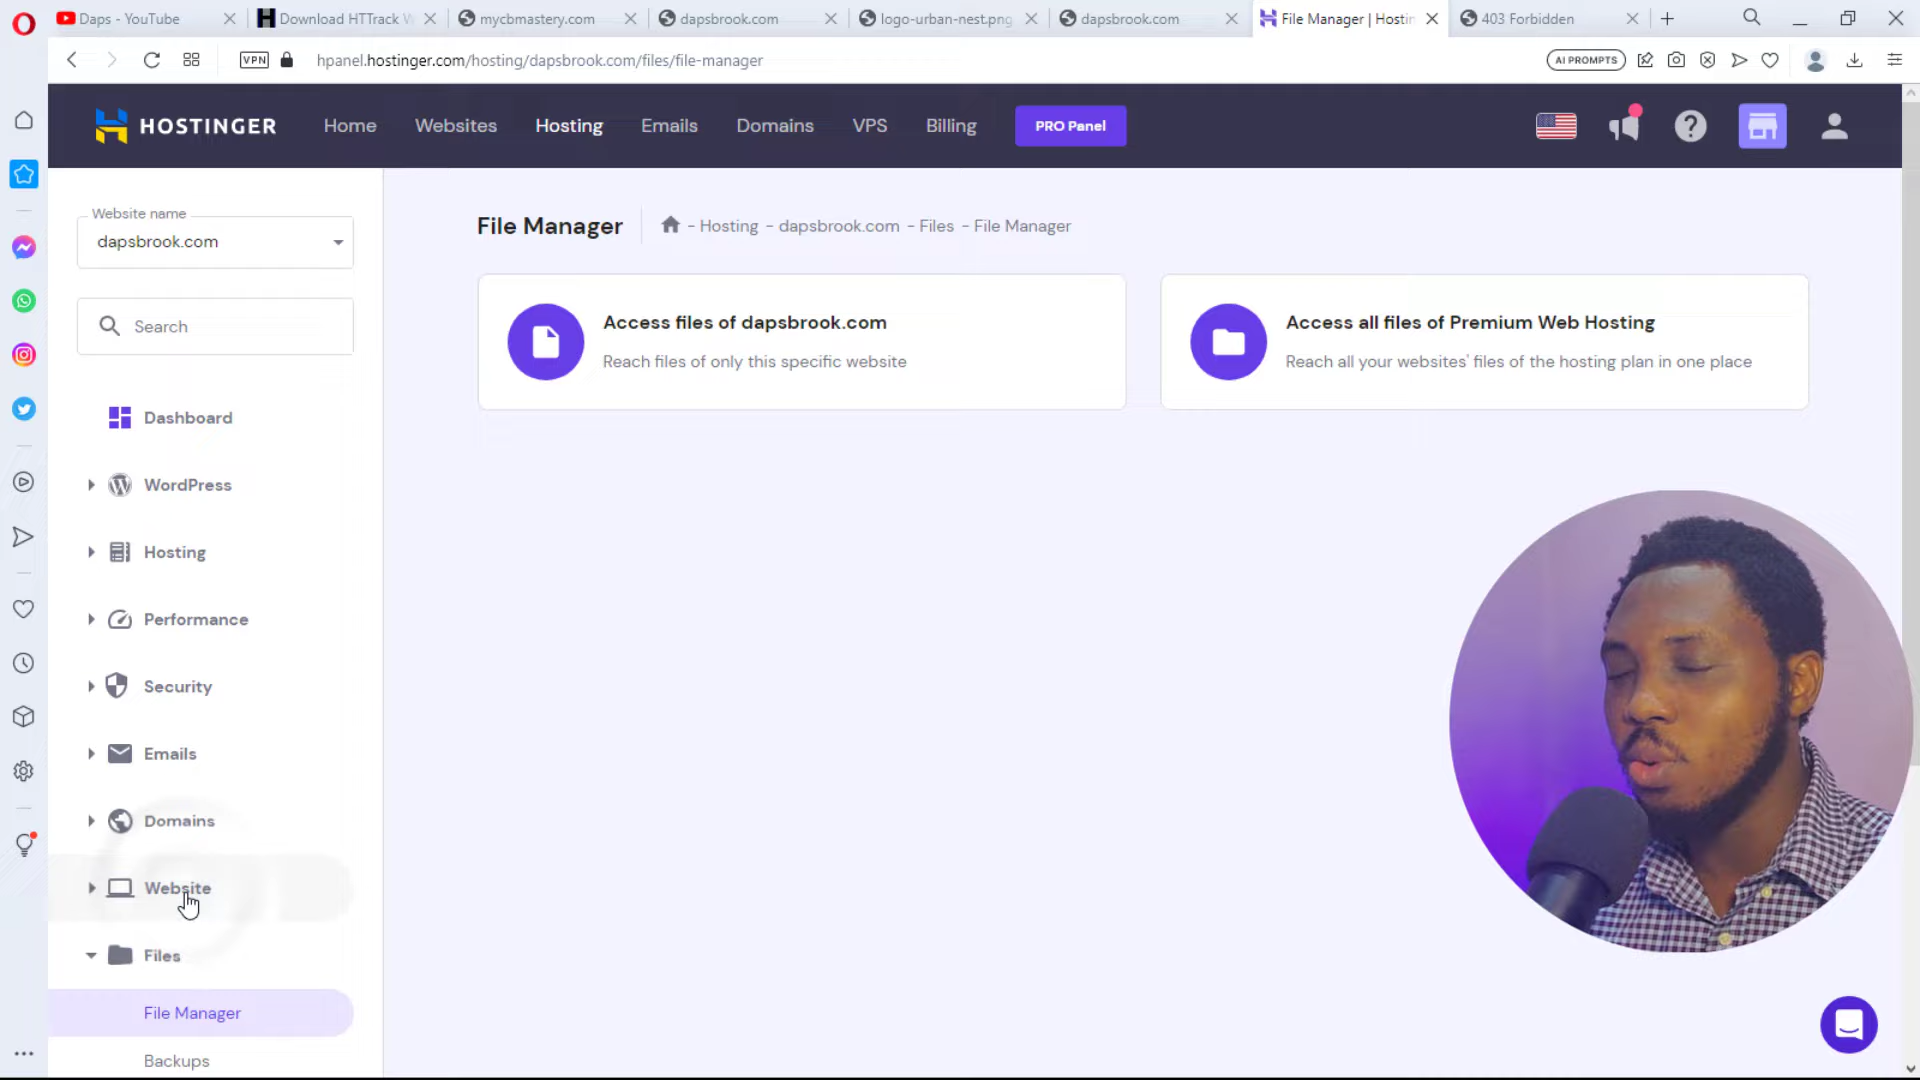 Daps - YouTube
Download HTTrack W
mycbmastery.com
dapsbrook.com
logo-urban-nest.png
dapsbrook.com
File Manager | Hostin
403 Forbidden
VPN
hpanel.hostinger.com/hosting/dapsbrook.com/files/file-manager
AI PROMPTS
HOSTINGER
Home
Websites
Hosting
Emails
Domains
VPS
Billing
PRO Panel
Website name
dapsbrook.com
Search
Dashboard
WordPress
Hosting
Performance
Security
Emails
Domains
Website
Files
File Manager
Backups
File Manager
- Hosting - dapsbrook.com - Files - File Manager
Access files of dapsbrook.com
Reach files of only this specific website
Access all files of Premium Web Hosting
Reach all your websites' files of the hosting plan in one place